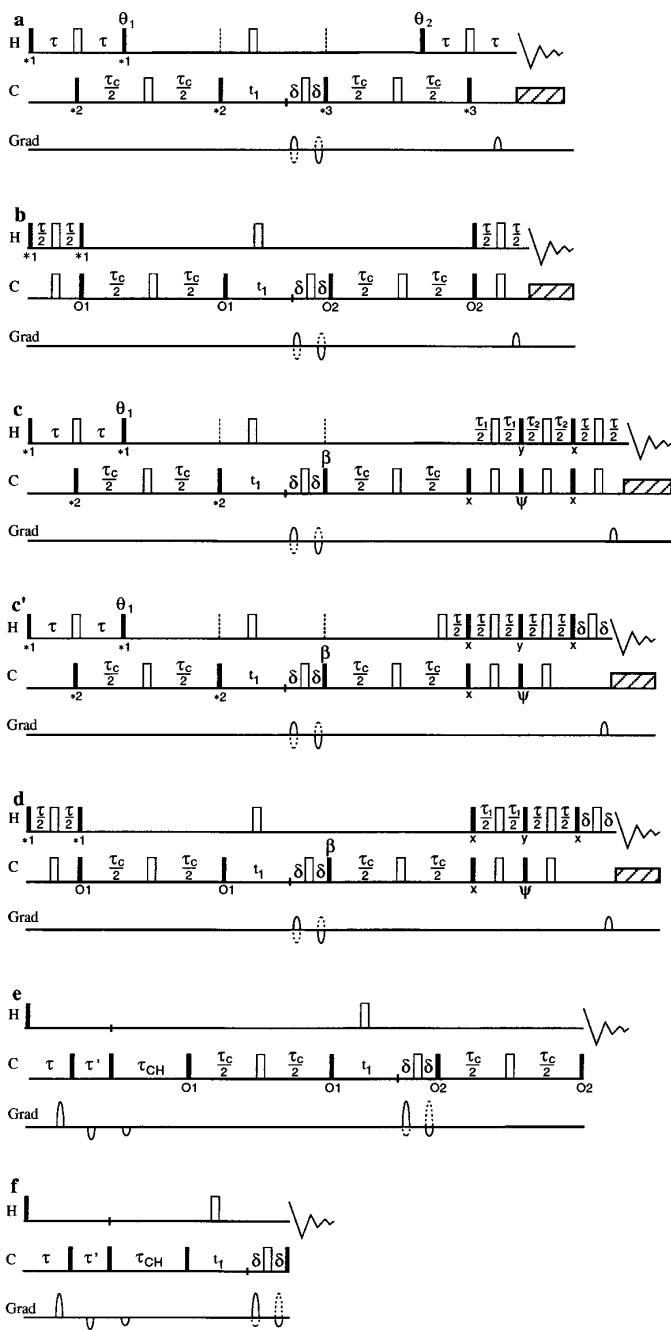 a
θ1 θ2
H τ τ τ τ
*1 *1
C τC/2 τC/2 t1 δ δ τC/2 τC/2
*2 *2 *3 *3
Grad
b
H τ/2 τ/2 τ/2 τ/2
*1 *1
C τC/2 τC/2 t1 δ δ τC/2 τC/2
O1 O1 O2 O2
Grad
c
θ1
H τ τ τ1/2 τ1/2 τ2/2 τ2/2 τ/2 τ/2
*1 *1 y x
β
C τC/2 τC/2 t1 δ δ τC/2 τC/2
*2 *2 x ψ x
Grad
c'
θ1
H τ τ τ/2 τ/2 τ/2 τ/2 τ/2 δ δ
*1 *1 x y x
β
C τC/2 τC/2 t1 δ δ τC/2 τC/2
*2 *2 x ψ
Grad
d
H τ/2 τ/2 τ1/2 τ1/2 τ/2 τ/2 δ δ
*1 *1 x y x
β
C τC/2 τC/2 t1 δ δ τC/2 τC/2
O1 O1 x ψ
Grad
e
H
C τ τ' τCH τC/2 τC/2 t1 δ δ τC/2 τC/2
O1 O1 O2 O2
Grad
f
H
C τ τ' τCH t1 δ δ
Grad